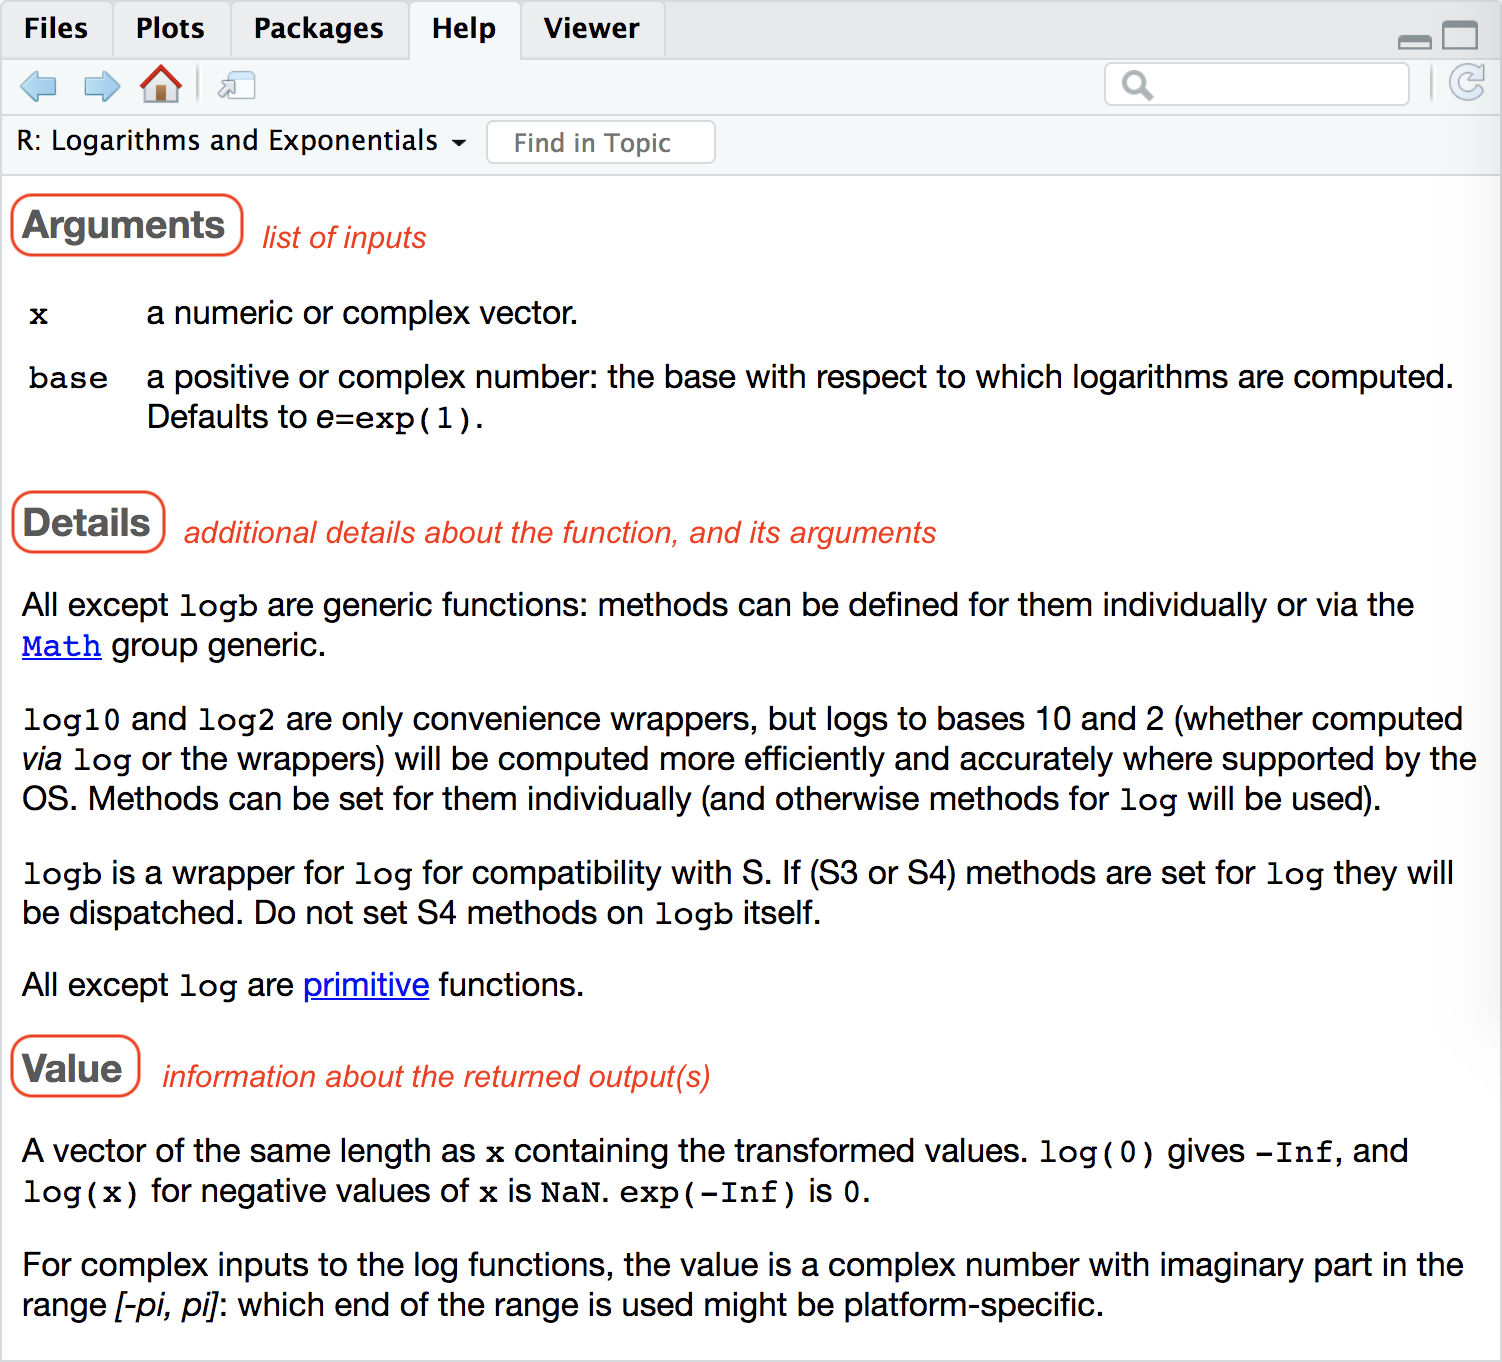 Files Plots Packages Help Viewer
R: Logarithms and Exponentials Find in Topic
Arguments list of inputs
x a numeric or complex vector.
base a positive or complex number: the base with respect to which logarithms are computed.
Defaults to e=exp(1).
Details additional details about the function, and its arguments
All except logb are generic functions: methods can be defined for them individually or via the
Math group generic.
log10 and log2 are only convenience wrappers, but logs to bases 10 and 2 (whether computed
via log or the wrappers) will be computed more efficiently and accurately where supported by the
OS. Methods can be set for them individually (and otherwise methods for log will be used).
logb is a wrapper for log for compatibility with S. If (S3 or S4) methods are set for log they will
be dispatched. Do not set S4 methods on logb itself.
All except log are primitive functions.
Value information about the returned output(s)
A vector of the same length as x containing the transformed values. log(0) gives -Inf, and
log(x) for negative values of x is NaN. exp(-Inf) is 0.
For complex inputs to the log functions, the value is a complex number with imaginary part in the
range [-pi, pi]: which end of the range is used might be platform-specific.